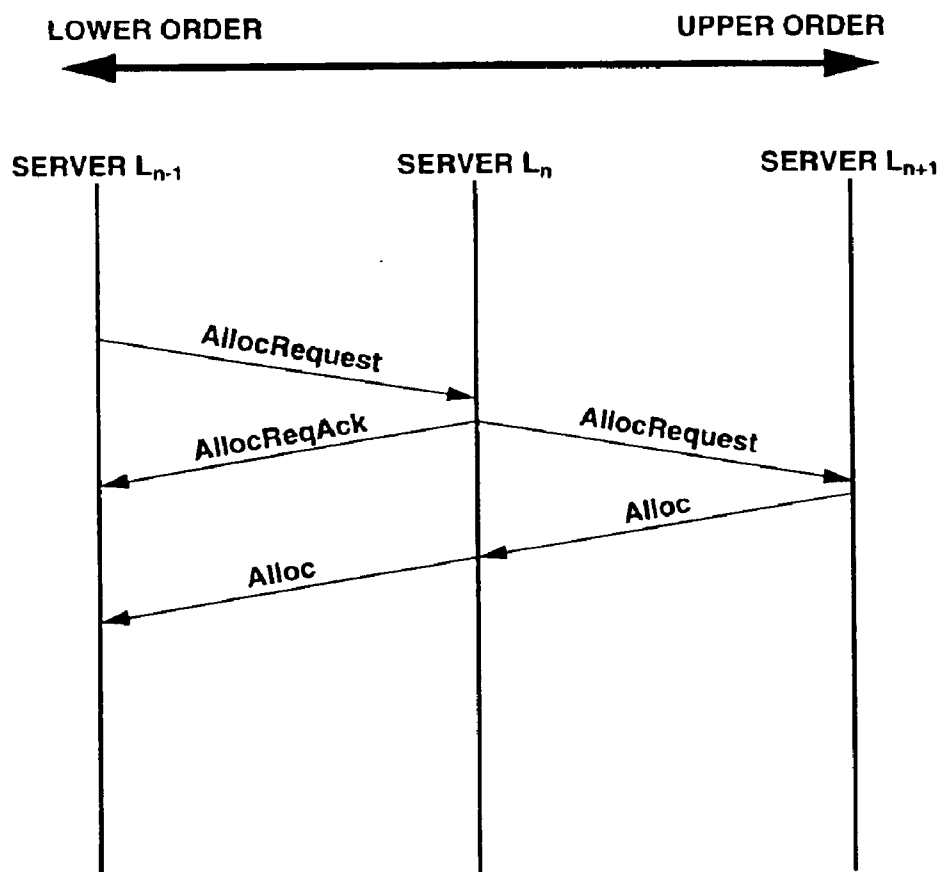 LOWER ORDER
UPPER ORDER
SERVER Ln-1
SERVER Ln
SERVER Ln+1
AllocRequest
AllocReqAck
AllocRequest
Alloc
Alloc